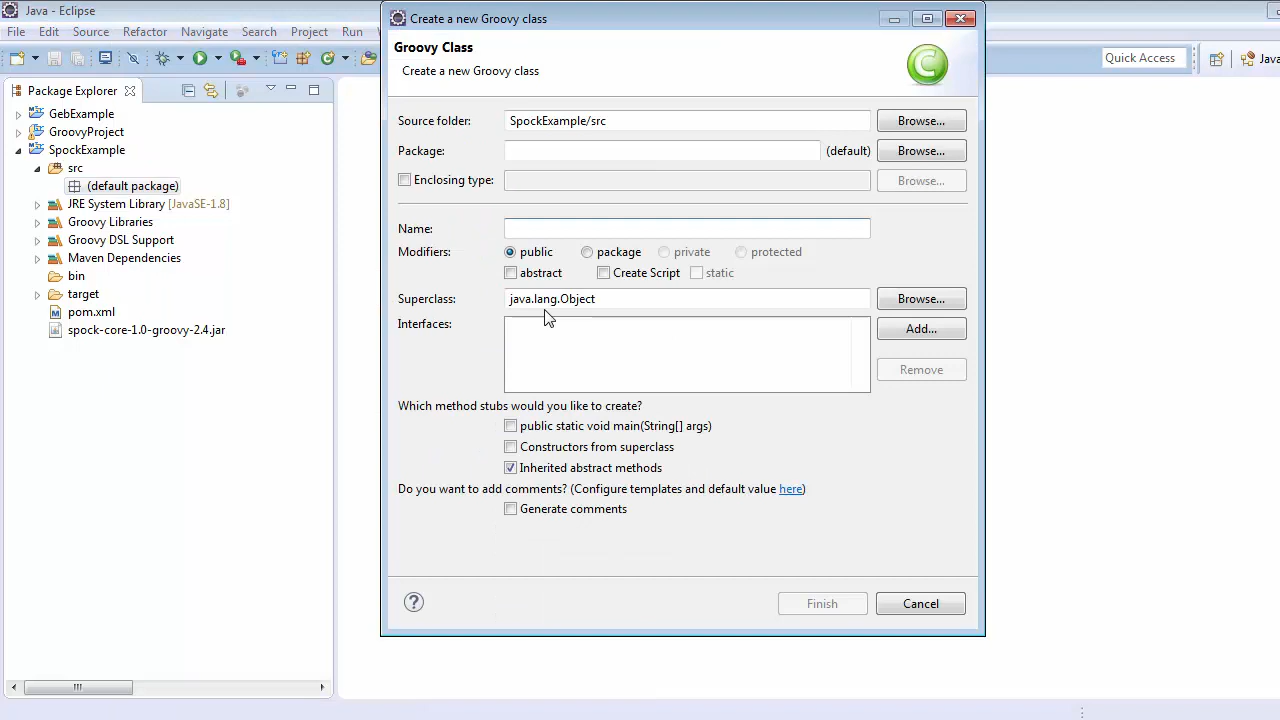 Java - Eclipse
File Edit Source Refactor Navigate Search Project Run
Quick Access
Java
Package Explorer
GebExample
GroovyProject
SpockExample
src
(default package)
JRE System Library [JavaSE-1.8]
Groovy Libraries
Groovy DSL Support
Maven Dependencies
bin
target
pom.xml
spock-core-1.0-groovy-2.4.jar
Create a new Groovy class
Groovy Class
Create a new Groovy class
Source folder: SpockExample/src Browse...
Package: (default) Browse...
Enclosing type: Browse...
Name:
Modifiers: public package private protected
abstract Create Script static
Superclass: java.lang.Object Browse...
Interfaces: Add...
Remove
Which method stubs would you like to create?
public static void main(String[] args)
Constructors from superclass
Inherited abstract methods
Do you want to add comments? (Configure templates and default value here)
Generate comments
Finish Cancel